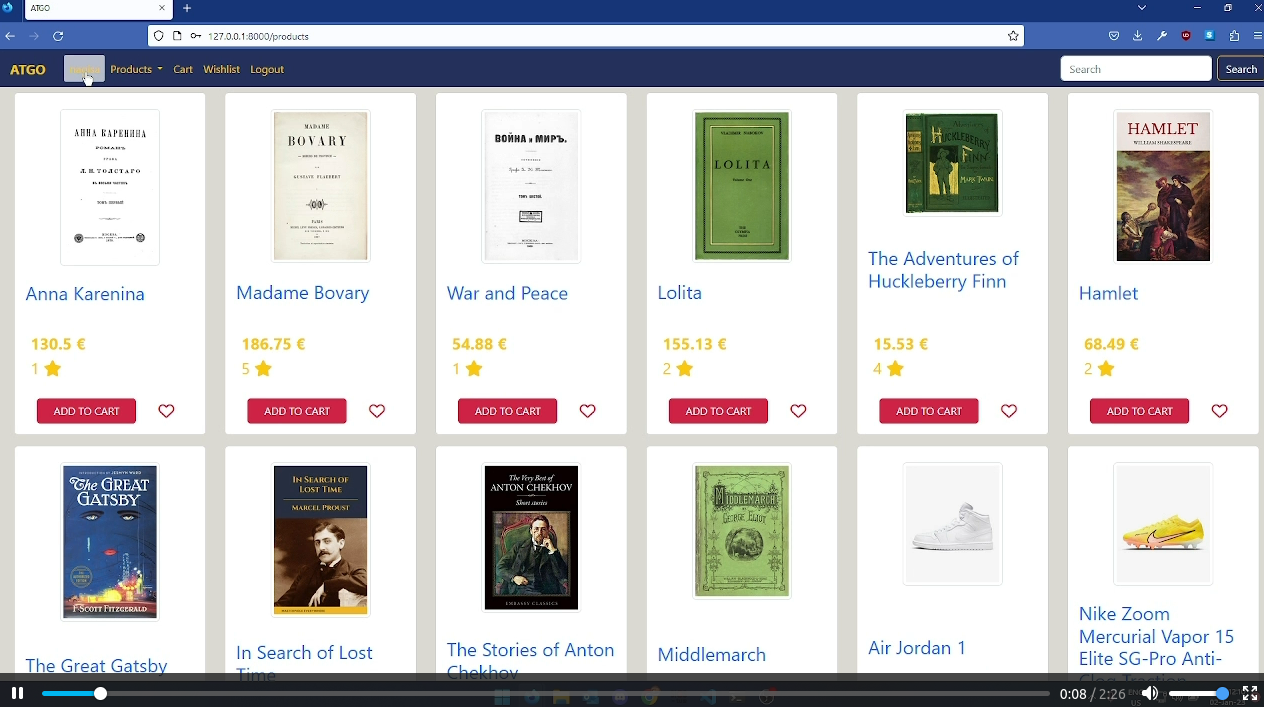 ATGO
127.0.0.1:8000/products
ATGO
Products
Cart
Wishlist
Logout
Search
Search
АННА КАРЕНИНА
РОМАНЪ
ГРАФА
Л. Н. ТОЛСТАГО
MADAME
BOVARY
GUSTAVE FLAUBERT
PARIS
ВОЙНА и МИРЪ.
VLADIMIR NABOKOV
LOLITA
HUCKLEBERRY
FINN
MARK TWAIN
HAMLET
WILLIAM SHAKESPEARE
Anna Karenina
Madame Bovary
War and Peace
Lolita
The Adventures of
Huckleberry Finn
Hamlet
130.5 €
186.75 €
54.88 €
155.13 €
15.53 €
68.49 €
1
5
1
2
4
2
ADD TO CART
ADD TO CART
ADD TO CART
ADD TO CART
ADD TO CART
ADD TO CART
The GREAT
GATSBY
F·SCOTT FITZGERALD
IN SEARCH OF
LOST TIME
MARCEL PROUST
The Very Best of
ANTON CHEKHOV
Short stories
EMBASSY CLASSICS
MIDDLEMARCH
GEORGE ELIOT
The Great Gatsby
In Search of Lost
Time
The Stories of Anton
Chekhov
Middlemarch
Air Jordan 1
Nike Zoom
Mercurial Vapor 15
Elite SG-Pro Anti-
Clog Traction
0:08 / 2:26